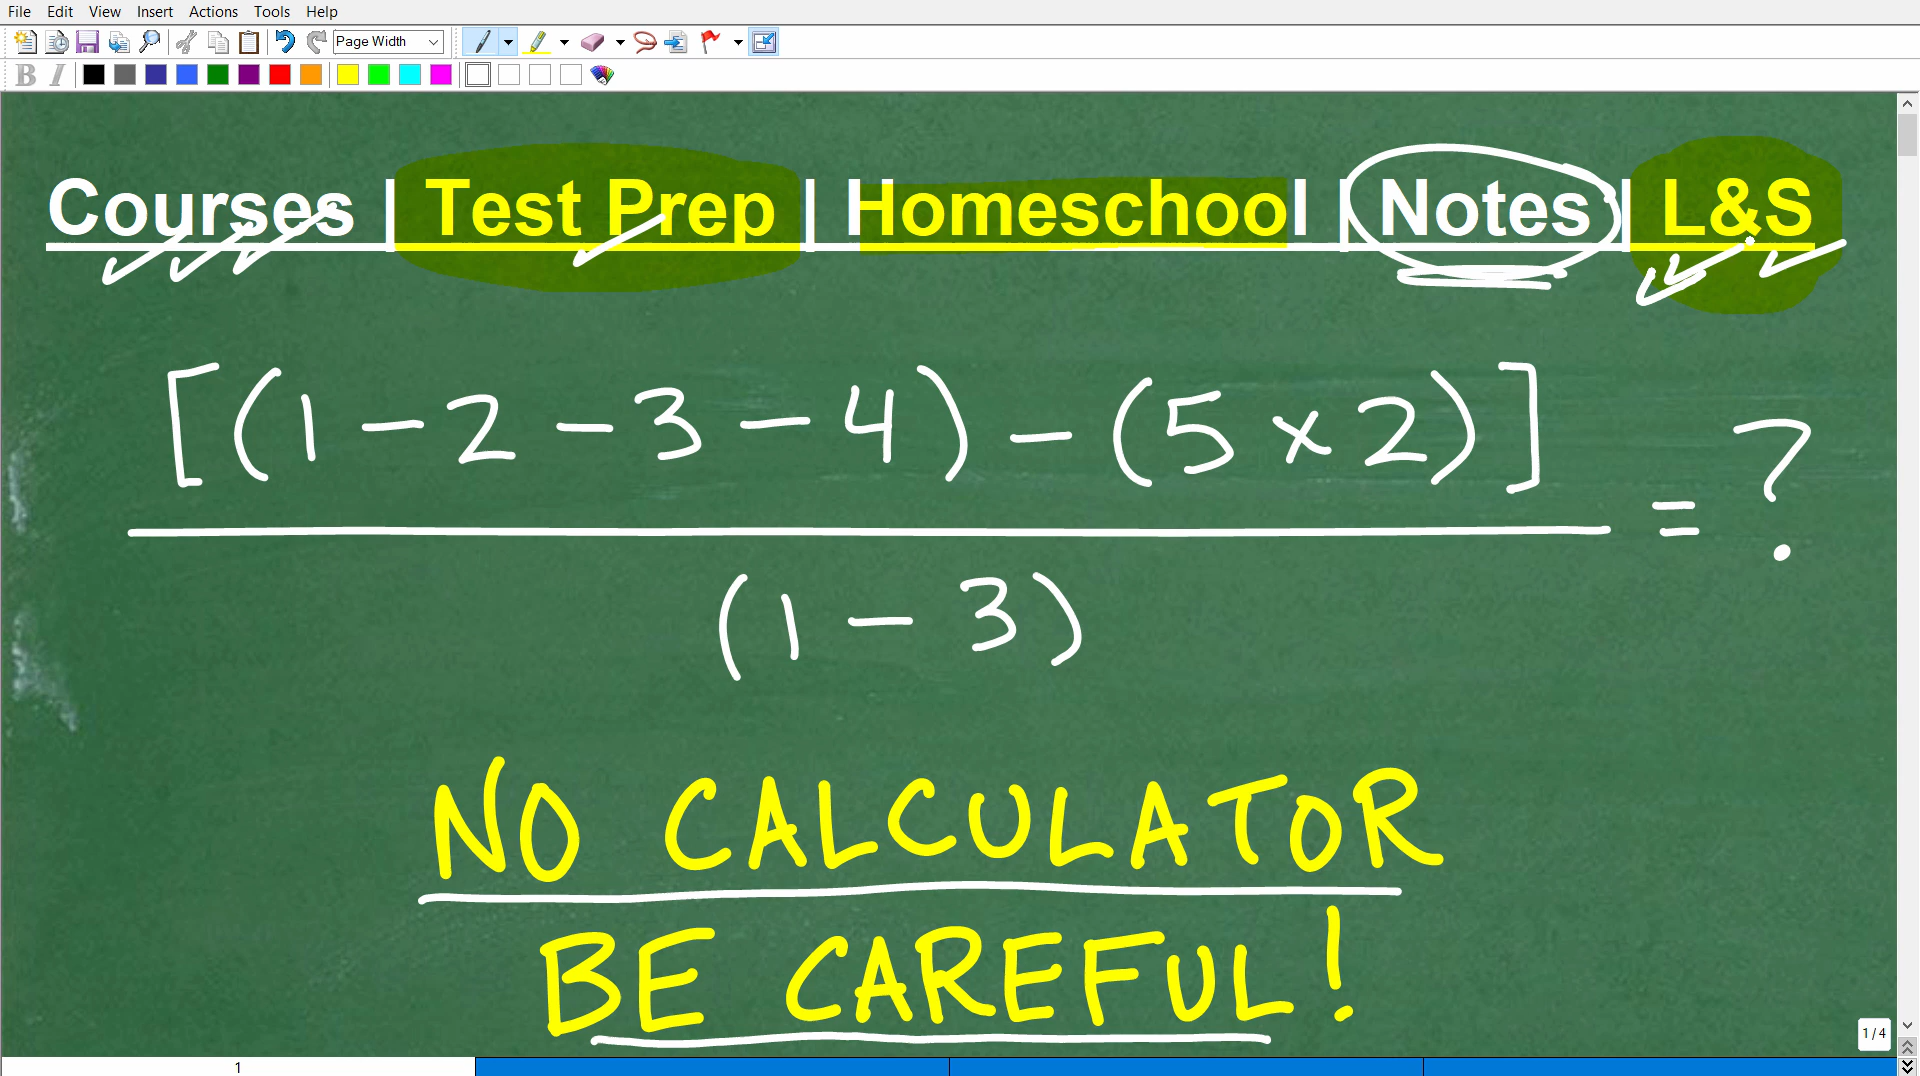 File Edit View Insert Actions Tools Help
Page Width
B I
Courses | Test Prep | Homeschool | Notes | L&S
[(1 - 2 - 3 - 4) - (5 × 2)]
= ?
(1 - 3)
NO CALCULATOR
BE CAREFUL!
1 / 4
1